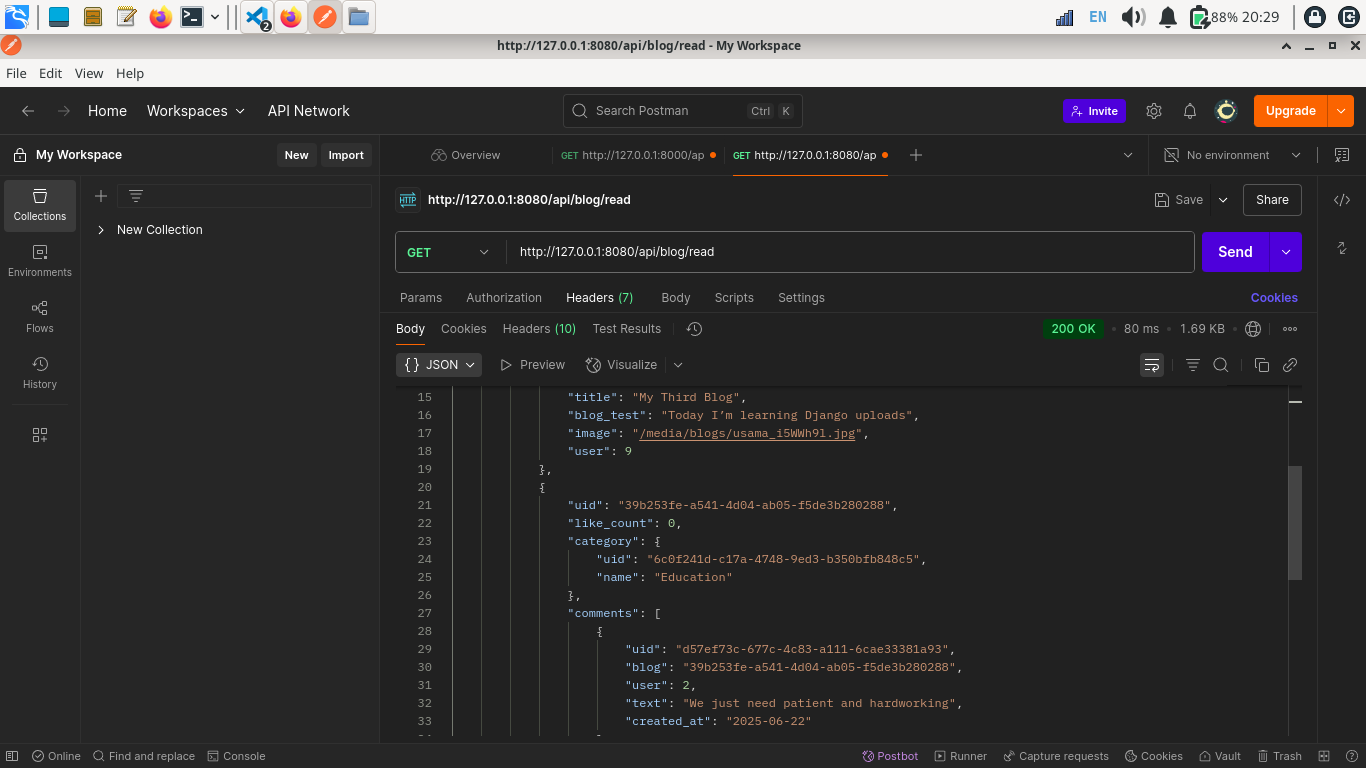 2
EN
88% 20:29
http://127.0.0.1:8080/api/blog/read - My Workspace
File Edit View Help
Home Workspaces API Network
Search Postman Ctrl K
Invite
Upgrade
My Workspace
New Import
Overview
GET http://127.0.0.1:8000/ap
GET http://127.0.0.1:8080/ap
No environment
Collections
New Collection
HTTP http://127.0.0.1:8080/api/blog/read
Save Share
GET http://127.0.0.1:8080/api/blog/read
Send
Environments
Flows
History
Params Authorization Headers (7) Body Scripts Settings
Cookies
Body Cookies Headers (10) Test Results
200 OK • 80 ms • 1.69 KB
{} JSON Preview Visualize
15 "title": "My Third Blog",
16 "blog_test": "Today I’m learning Django uploads",
17 "image": "/media/blogs/usama_i5WWh9l.jpg",
18 "user": 9
19 },
20 {
21 "uid": "39b253fe-a541-4d04-ab05-f5de3b280288",
22 "like_count": 0,
23 "category": {
24 "uid": "6c0f241d-c17a-4748-9ed3-b350bfb848c5",
25 "name": "Education"
26 },
27 "comments": [
28 {
29 "uid": "d57ef73c-677c-4c83-a111-6cae33381a93",
30 "blog": "39b253fe-a541-4d04-ab05-f5de3b280288",
31 "user": 2,
32 "text": "We just need patient and hardworking",
33 "created_at": "2025-06-22"
Online Find and replace Console
Postbot Runner Capture requests Cookies Vault Trash